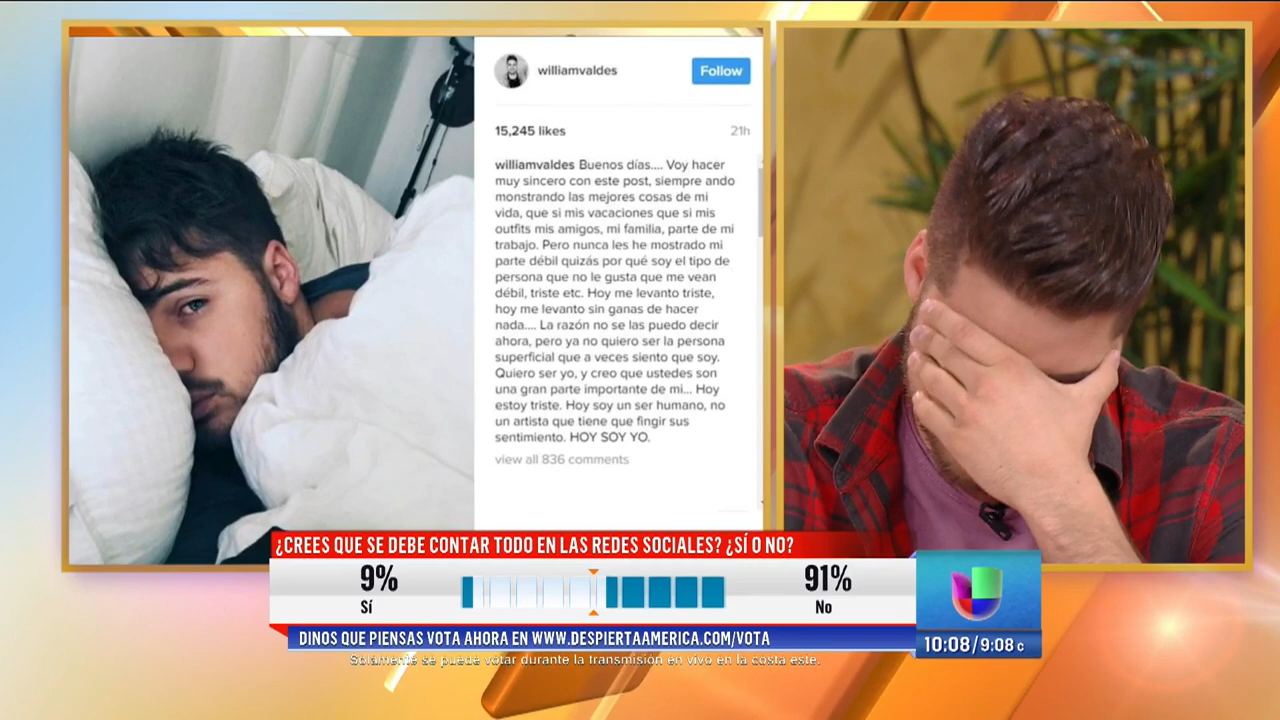 williamvaldes
Follow
15,245 likes
21h
williamvaldes Buenos días.... Voy hacer
muy sincero con este post, siempre ando
monstrando las mejores cosas de mi
vida, que si mis vacaciones que si mis
outfits mis amigos, mi familia, parte de mi
trabajo. Pero nunca les he mostrado mi
parte débil quizás por qué soy el tipo de
persona que no le gusta que me vean
débil, triste etc. Hoy me levanto triste,
hoy me levanto sin ganas de hacer
nada.... La razón no se las puedo decir
ahora, pero ya no quiero ser la persona
superficial que a veces siento que soy.
Quiero ser yo, y creo que ustedes son
una gran parte importante de mi... Hoy
estoy triste. Hoy soy un ser humano, no
un artista que tiene que fingir sus
sentimiento. HOY SOY YO.
view all 836 comments
¿CREES QUE SE DEBE CONTAR TODO EN LAS REDES SOCIALES? ¿SÍ O NO?
9%
Sí
91%
No
DINOS QUE PIENSAS VOTA AHORA EN WWW.DESPIERTAAMERICA.COM/VOTA
10:08/9:08 c
Solamente se puede votar durante la transmisión en vivo en la costa este.